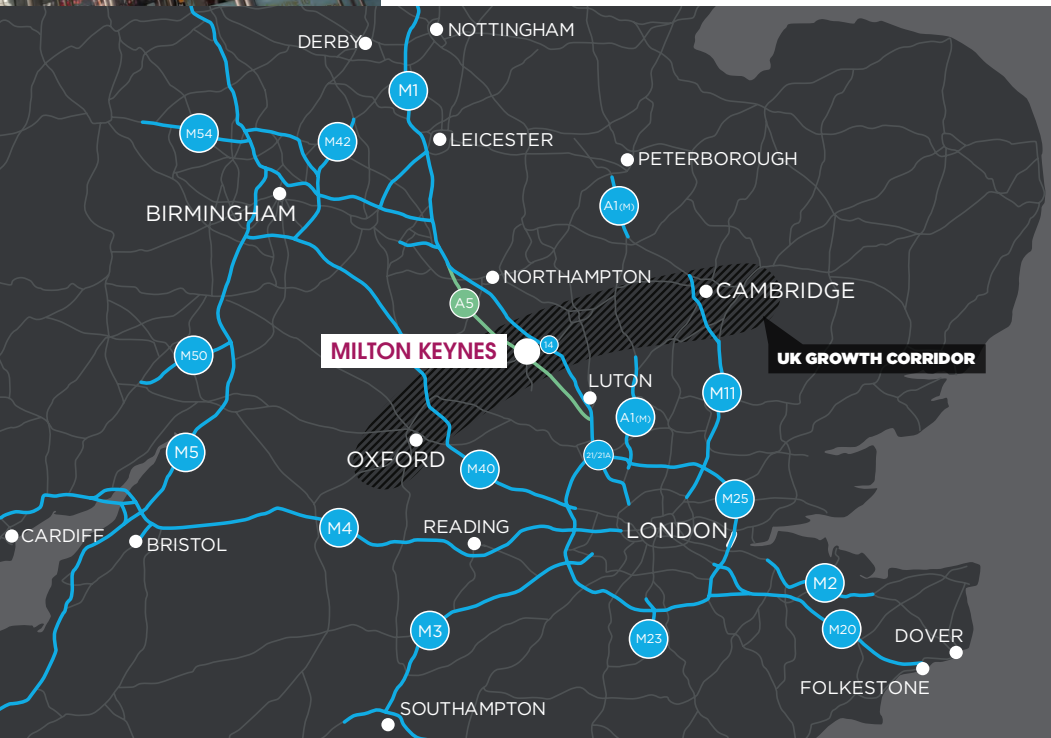 NOTTINGHAM
DERBY
M1
M54
M42
LEICESTER
PETERBOROUGH
A1(M)
BIRMINGHAM
NORTHAMPTON
CAMBRIDGE
A5
MILTON KEYNES
14
M50
UK GROWTH CORRIDOR
LUTON
M11
A1(M)
OXFORD
M5
21/21A
M40
M25
CARDIFF
BRISTOL
M4
READING
LONDON
M2
M3
M23
M20
DOVER
FOLKESTONE
SOUTHAMPTON